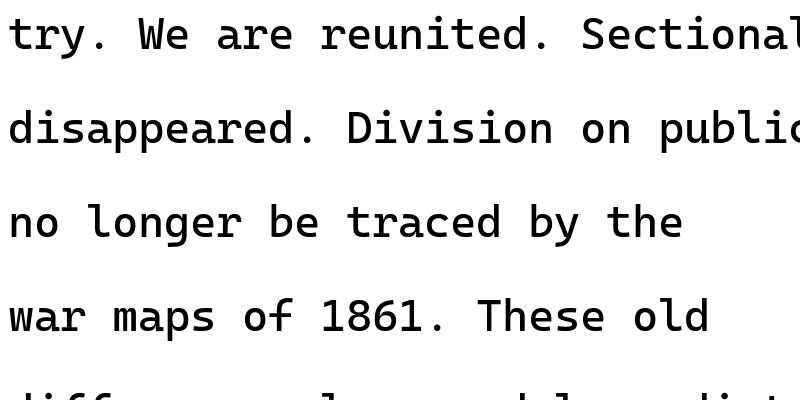 try. We are reunited. Sectional
disappeared. Division on public
no longer be traced by the
war maps of 1861. These old